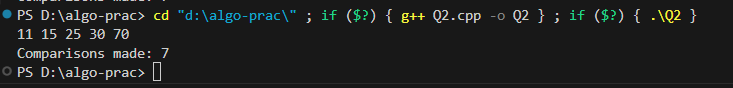 PS D:\algo-prac> cd "d:\algo-prac\" ; if ($?) { g++ Q2.cpp -o Q2 } ; if ($?) { .\Q2 }
11 15 25 30 70
Comparisons made: 7
PS D:\algo-prac>